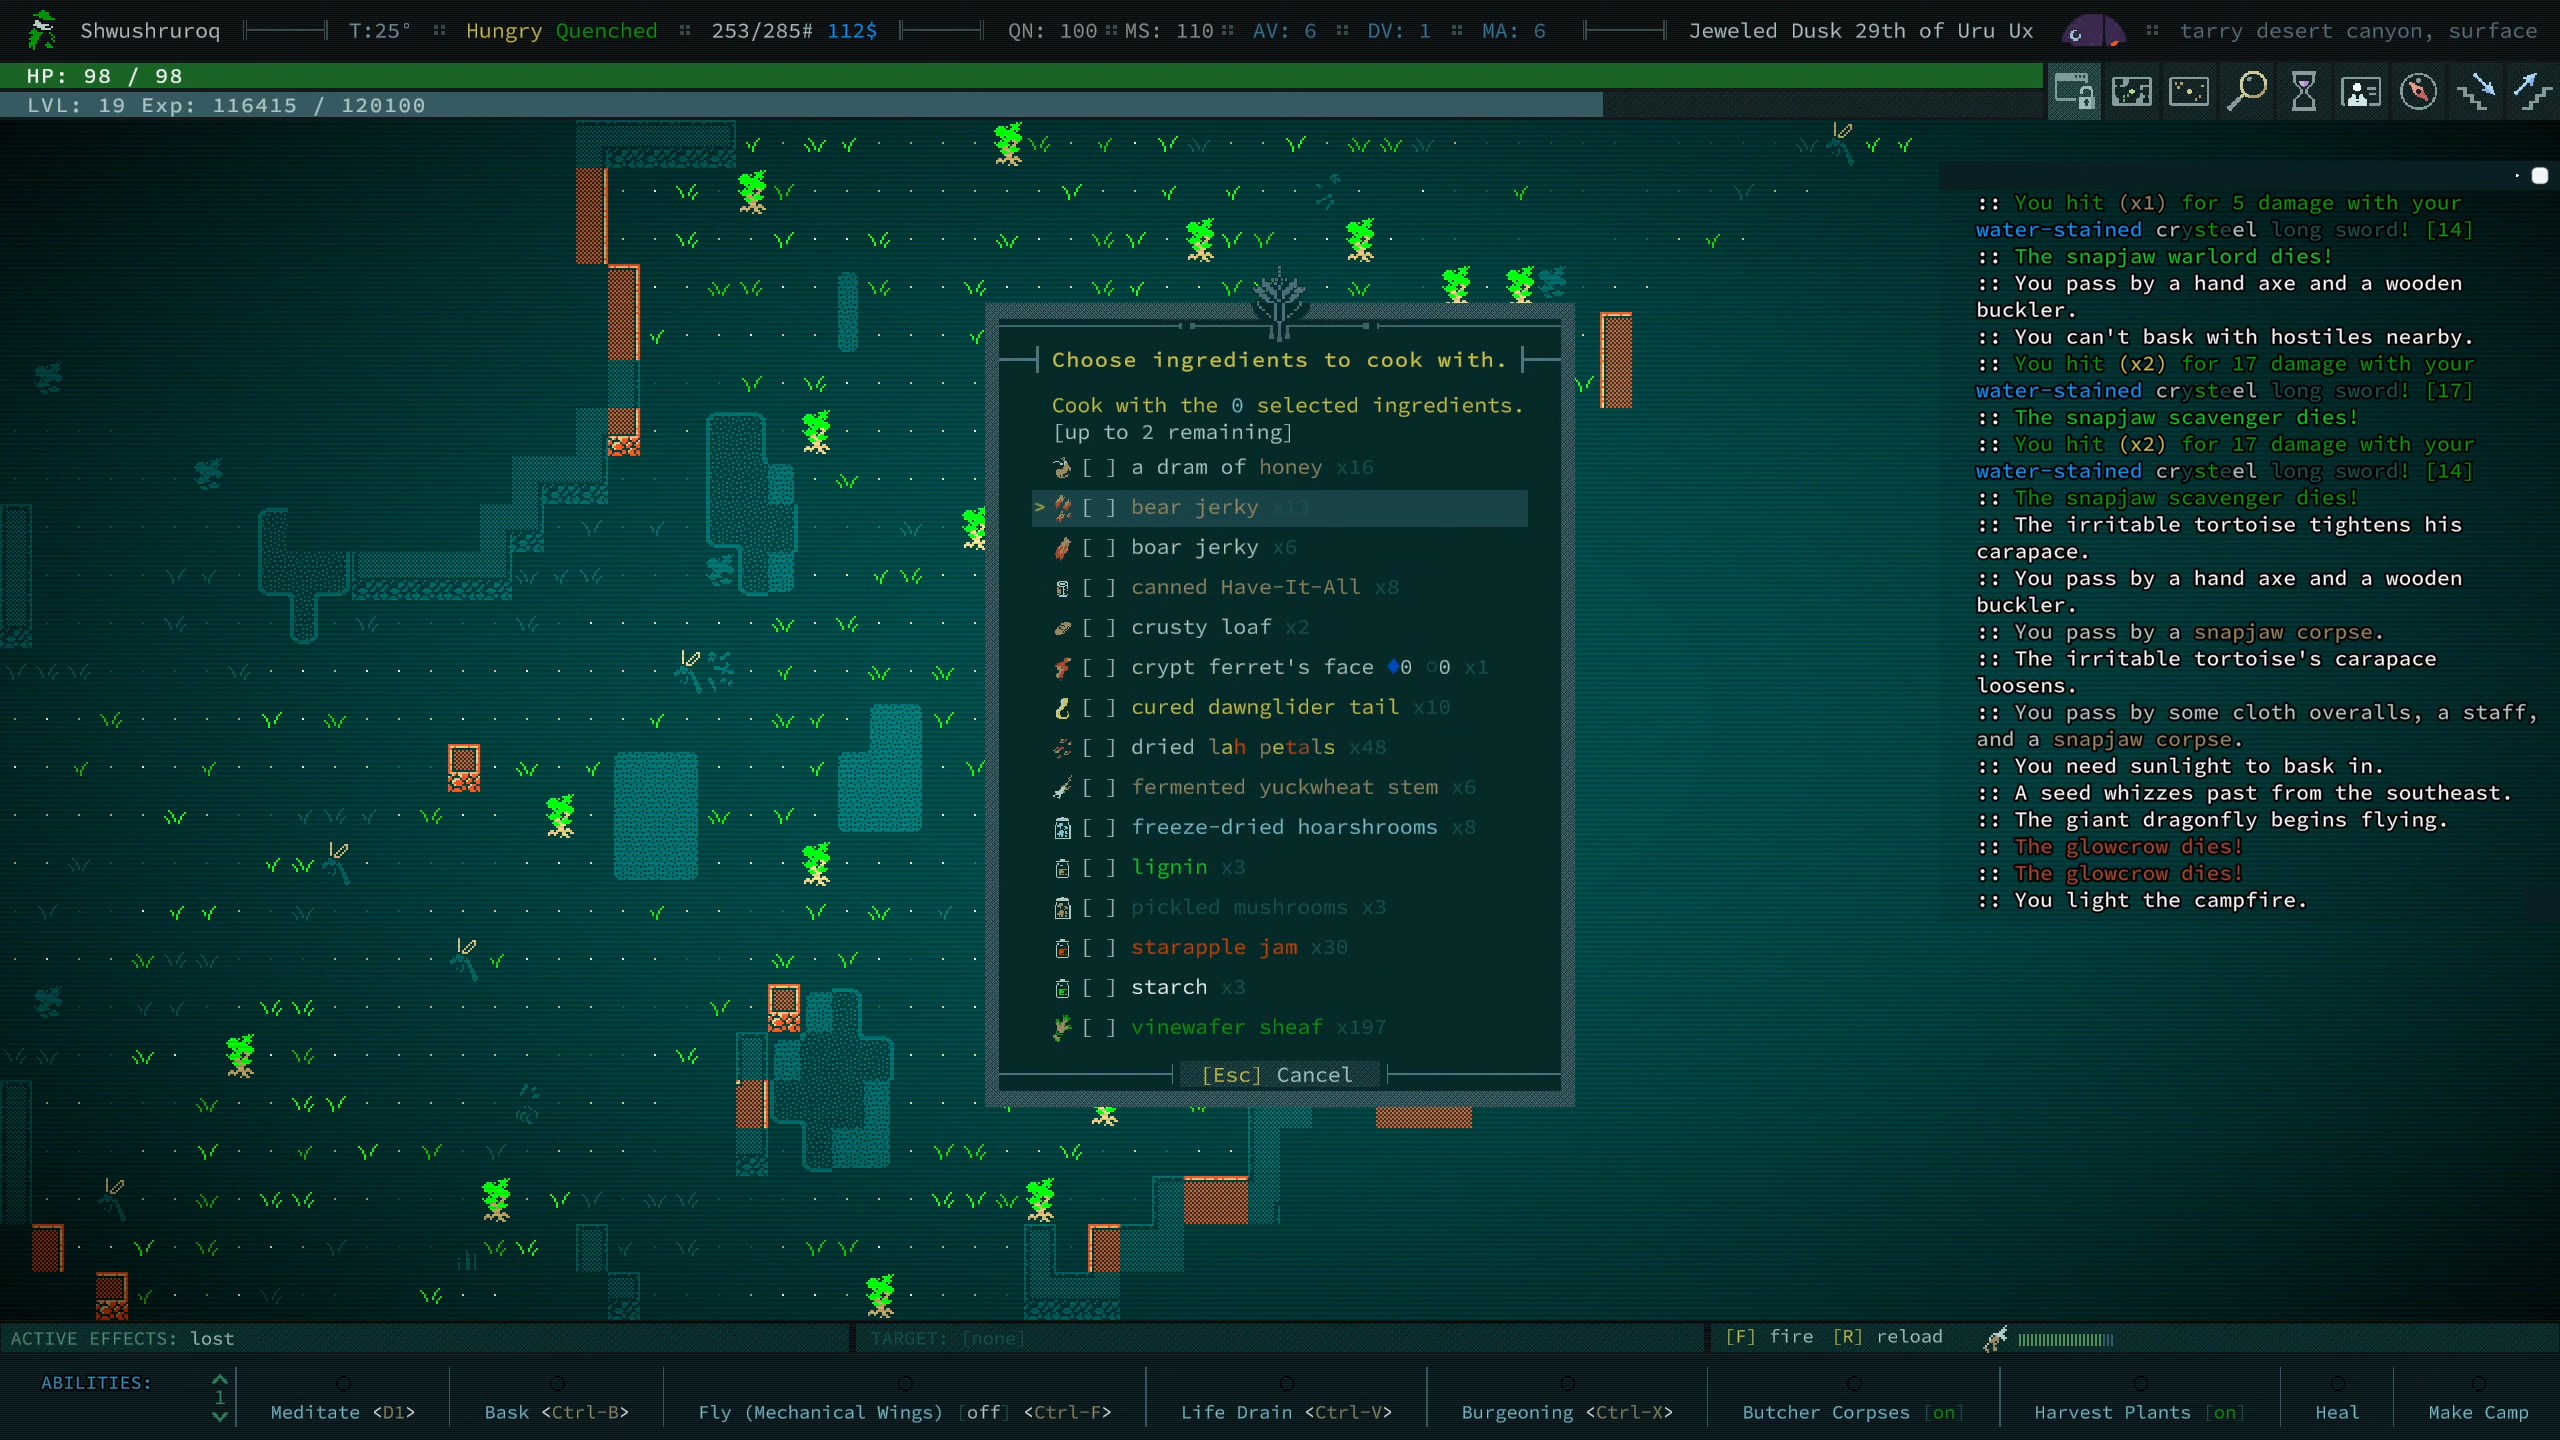 Shwushruroq T:25° :: Hungry Quenched :: 253/285# 112$ QN: 100 :: MS: 110 :: AV: 6 :: DV: 1 :: MA: 6 Jeweled Dusk 29th of Uru Ux :: tarry desert canyon, surface
HP: 98 / 98
LVL: 19 Exp: 116415 / 120100
:: You hit (x1) for 5 damage with your
water-stained crysteel long sword! [14]
:: The snapjaw warlord dies!
:: You pass by a hand axe and a wooden
buckler.
:: You can't bask with hostiles nearby.
:: You hit (x2) for 17 damage with your
water-stained crysteel long sword! [17]
:: The snapjaw scavenger dies!
:: You hit (x2) for 17 damage with your
water-stained crysteel long sword! [14]
:: The snapjaw scavenger dies!
:: The irritable tortoise tightens his
carapace.
:: You pass by a hand axe and a wooden
buckler.
:: You pass by a snapjaw corpse.
:: The irritable tortoise's carapace
loosens.
:: You pass by some cloth overalls, a staff,
and a snapjaw corpse.
:: You need sunlight to bask in.
:: A seed whizzes past from the southeast.
:: The giant dragonfly begins flying.
:: The glowcrow dies!
:: The glowcrow dies!
:: You light the campfire.
Choose ingredients to cook with.
Cook with the 0 selected ingredients.
[up to 2 remaining]
[ ] a dram of honey x16
> [ ] bear jerky x13
[ ] boar jerky x6
[ ] canned Have-It-All x8
[ ] crusty loaf x2
[ ] crypt ferret's face ♦0 ○0 x1
[ ] cured dawnglider tail x10
[ ] dried lah petals x48
[ ] fermented yuckwheat stem x6
[ ] freeze-dried hoarshrooms x8
[ ] lignin x3
[ ] pickled mushrooms x3
[ ] starapple jam x30
[ ] starch x3
[ ] vinewafer sheaf x197
[Esc] Cancel
ACTIVE EFFECTS: lost TARGET: [none] [F] fire [R] reload
ABILITIES: 1 Meditate <D1> Bask <Ctrl-B> Fly (Mechanical Wings) [off] <Ctrl-F> Life Drain <Ctrl-V> Burgeoning <Ctrl-X> Butcher Corpses [on] Harvest Plants [on] Heal Make Camp